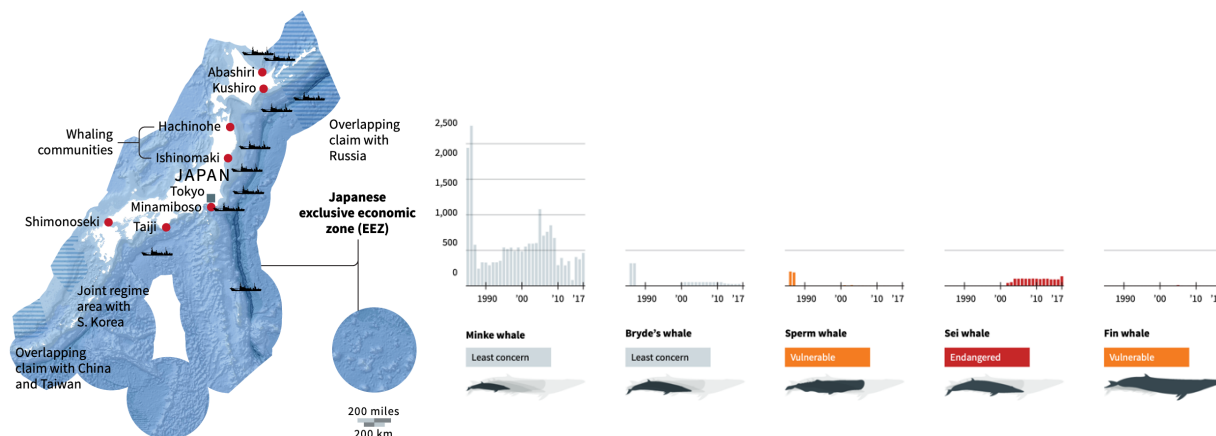 Abashiri
Kushiro
Hachinohe
Whaling
communities
Ishinomaki
JAPAN
Tokyo
Minamiboso
Shimonoseki
Taiji
Overlapping
claim with
Russia
Japanese
exclusive economic
zone (EEZ)
Joint regime
area with
S. Korea
Overlapping
claim with China
and Taiwan
200 miles
200 km
2,500
2,000
1,500
1,000
500
0
1990 '00 '10 '17
Minke whale
Least concern
1990 '00 '10 '17
Bryde's whale
Least concern
1990 '00 '10 '17
Sperm whale
Vulnerable
1990 '00 '10 '17
Sei whale
Endangered
1990 '00 '10 '17
Fin whale
Vulnerable